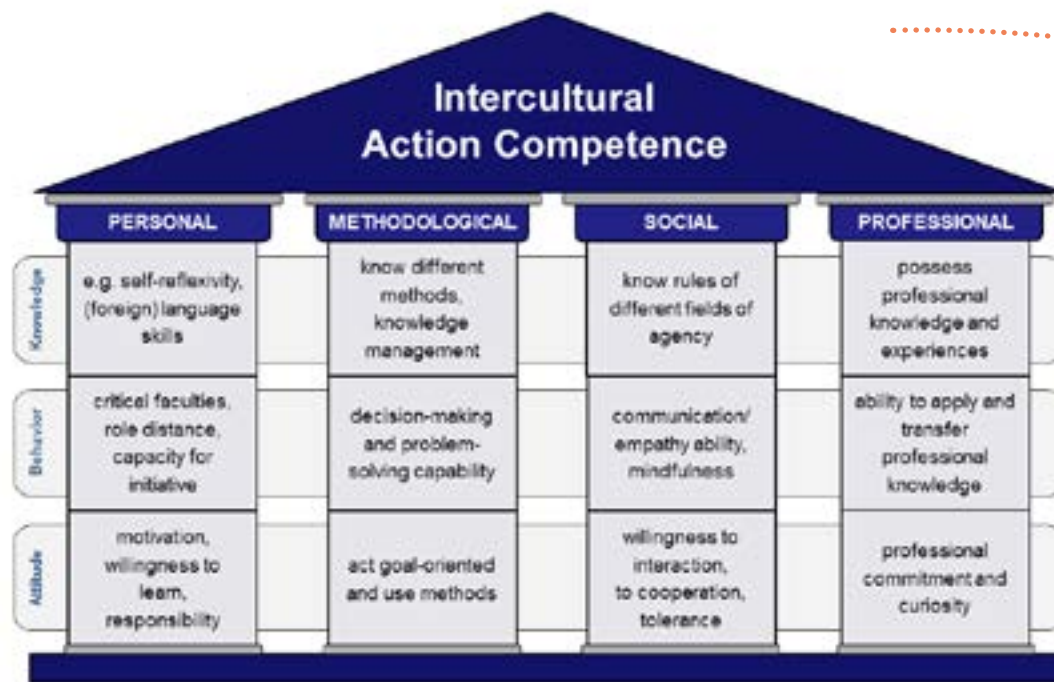 Intercultural
Action Competence
PERSONAL
METHODOLOGICAL
SOCIAL
PROFESSIONAL
Knowledge
e.g. self-reflexivity,
(foreign) language
skills
know different
methods,
knowledge
management
know rules of
different fields of
agency
possess
professional
knowledge and
experiences
Behavior
critical faculties,
role distance,
capacity for
initiative
decision-making
and problem-
solving capability
communication/
empathy ability,
mindfulness
ability to apply and
transfer
professional
knowledge
Attitude
motivation,
willingness to
learn,
responsibility
act goal-oriented
and use methods
willingness to
interaction,
to cooperation,
tolerance
professional
commitment and
curiosity